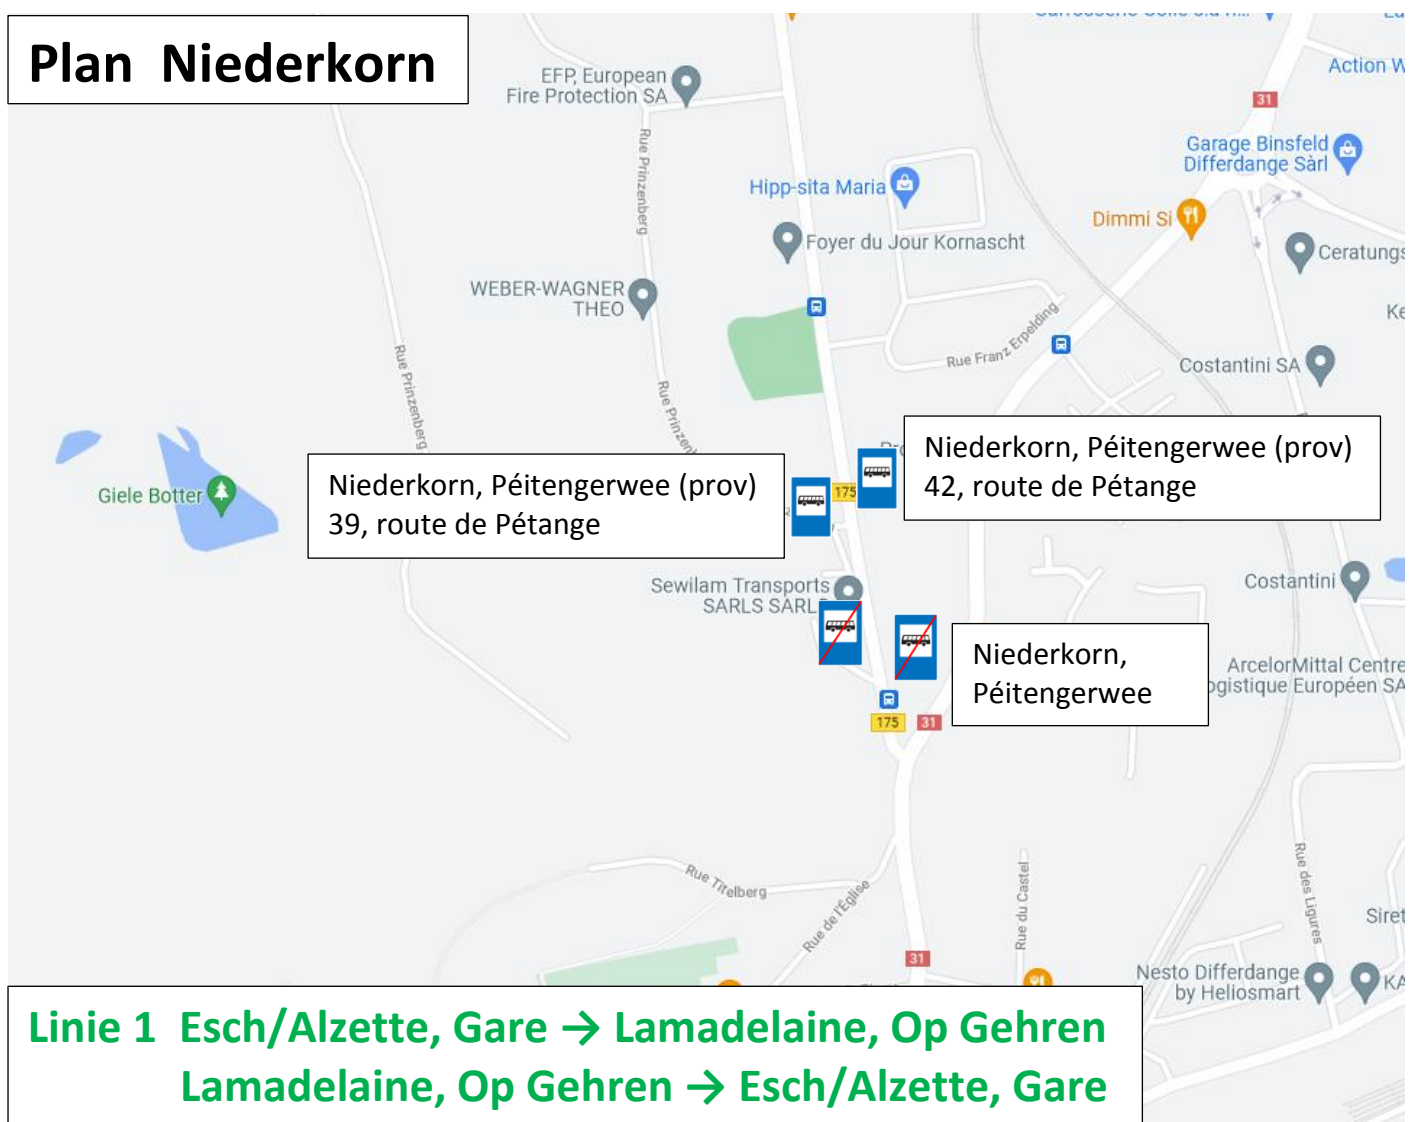 Plan Niederkorn
EFP, European
Fire Protection SA
Action W
31
Garage Binsfeld
Differdange Sàrl
Rue Prinzenberg
Hipp-sita Maria
Dimmi Si
Foyer du Jour Kornascht
Ceratungs
WEBER-WAGNER
THEO
Rue Franz Erpelding
Rue Prinzenberg
Costantini SA
Giele Botter
Niederkorn, Péitengerwee (prov)
39, route de Pétange
175
Niederkorn, Péitengerwee (prov)
42, route de Pétange
Sewilam Transports
SARLS SARLS
Costantini
Niederkorn,
Péitengerwee
ArcelorMittal Centre
ogistique Européen SA
175
31
Rue Titelberg
Rue de l'Église
Rue du Castel
Rue des Ligures
Siret
31
Nesto Differdange
by Heliosmart
KA
Linie 1 Esch/Alzette, Gare → Lamadelaine, Op Gehren
Lamadelaine, Op Gehren → Esch/Alzette, Gare